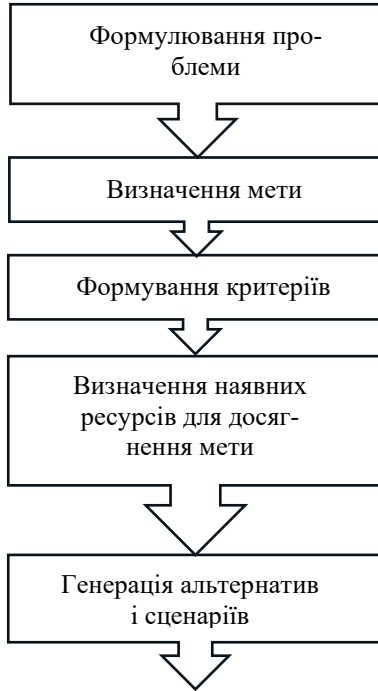 Формулювання про-
блеми
Визначення мети
Формування критеріїв
Визначення наявних
ресурсів для досяг-
нення мети
Генерація альтернатив
і сценаріїв